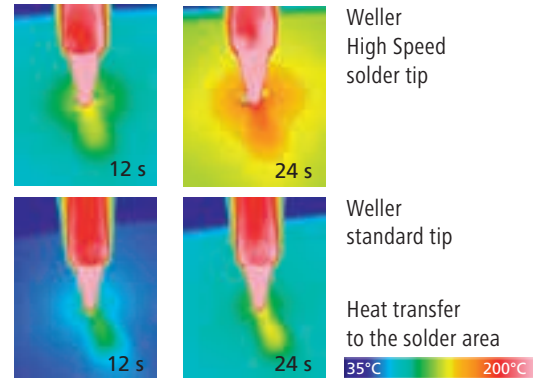 Weller
High Speed
solder tip
12 s
24 s
Weller
standard tip
Heat transfer
to the solder area
12 s
24 s
35°C
200°C